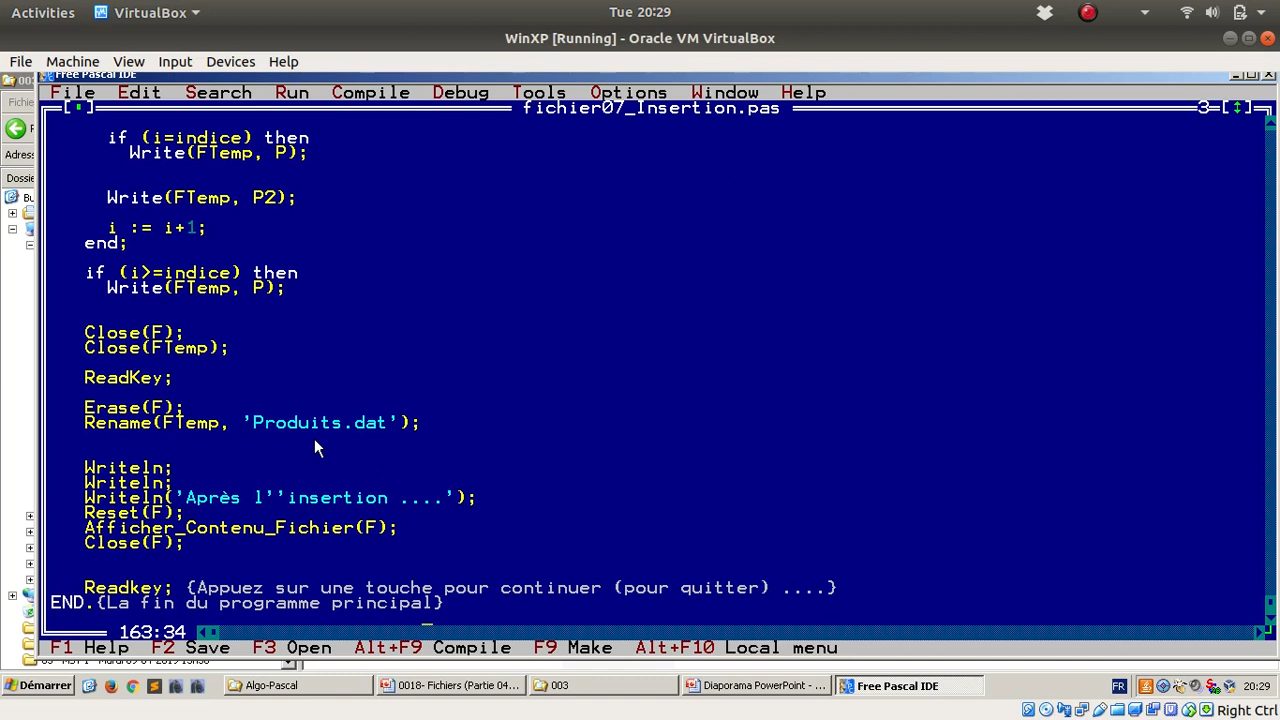 Activities VirtualBox Tue 20:29
WinXP [Running] - Oracle VM VirtualBox
File Machine View Input Devices Help
Free Pascal IDE
File Edit Search Run Compile Debug Tools Options Window Help
fichier07_Insertion.pas 3
if (i=indice) then
Write(FTemp, P);
Write(FTemp, P2);
i := i+1;
end;
if (i>=indice) then
Write(FTemp, P);
Close(F);
Close(FTemp);
ReadKey;
Erase(F);
Rename(FTemp, 'Produits.dat');
Writeln;
Writeln;
Writeln('Après l''insertion ....');
Reset(F);
Afficher_Contenu_Fichier(F);
Close(F);
Readkey; {Appuez sur une touche pour continuer (pour quitter) ....}
END.{La fin du programme principal}
163:34
F1 Help F2 Save F3 Open Alt+F9 Compile F9 Make Alt+F10 Local menu
Démarrer Algo-Pascal 0018- Fichiers (Partie 04... 003 Diaporama PowerPoint - ... Free Pascal IDE FR 20:29
Right Ctrl